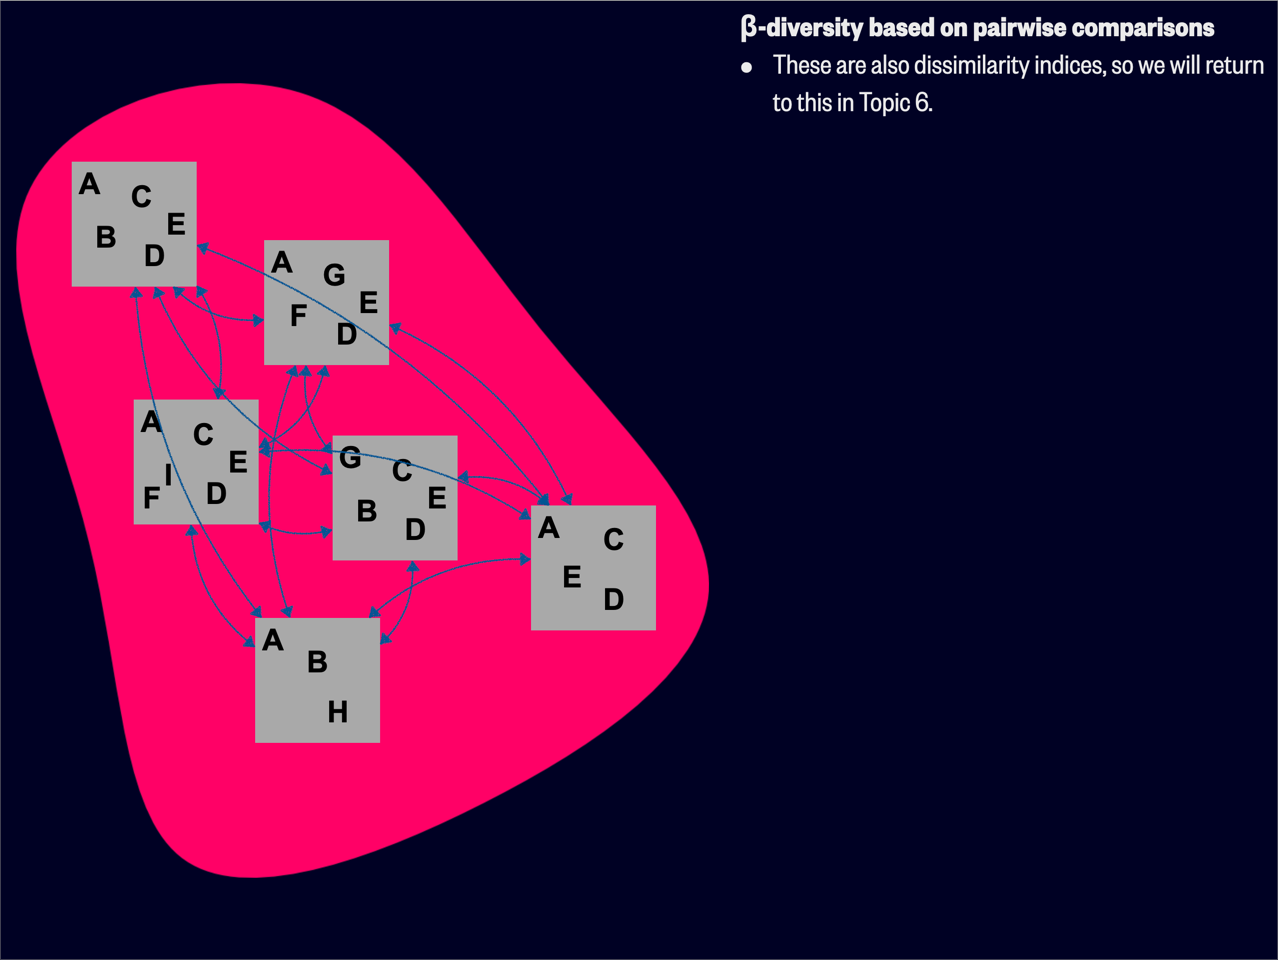 β-diversity based on pairwise comparisons
● These are also dissimilarity indices, so we will return
to this in Topic 6.
A C
B D E
A G
F D E
A C
I E
F D
G C
B E
D
A C
E D
A
B
H